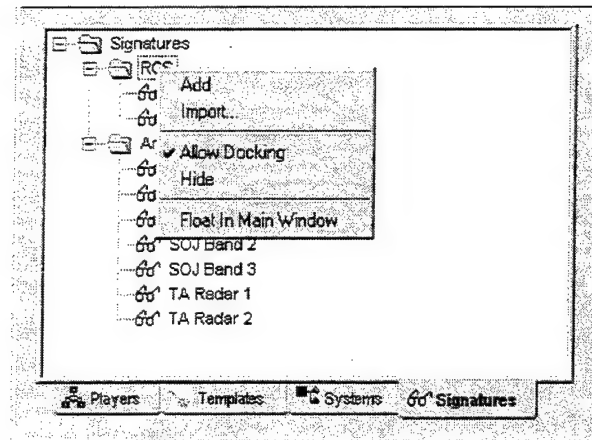 Signatures
RCS
Add
Import...
Ar
Allow Docking
Hide
Float In Main Window
SOJ Band 2
SOJ Band 3
TA Radar 1
TA Radar 2
Players Templates Systems Signatures